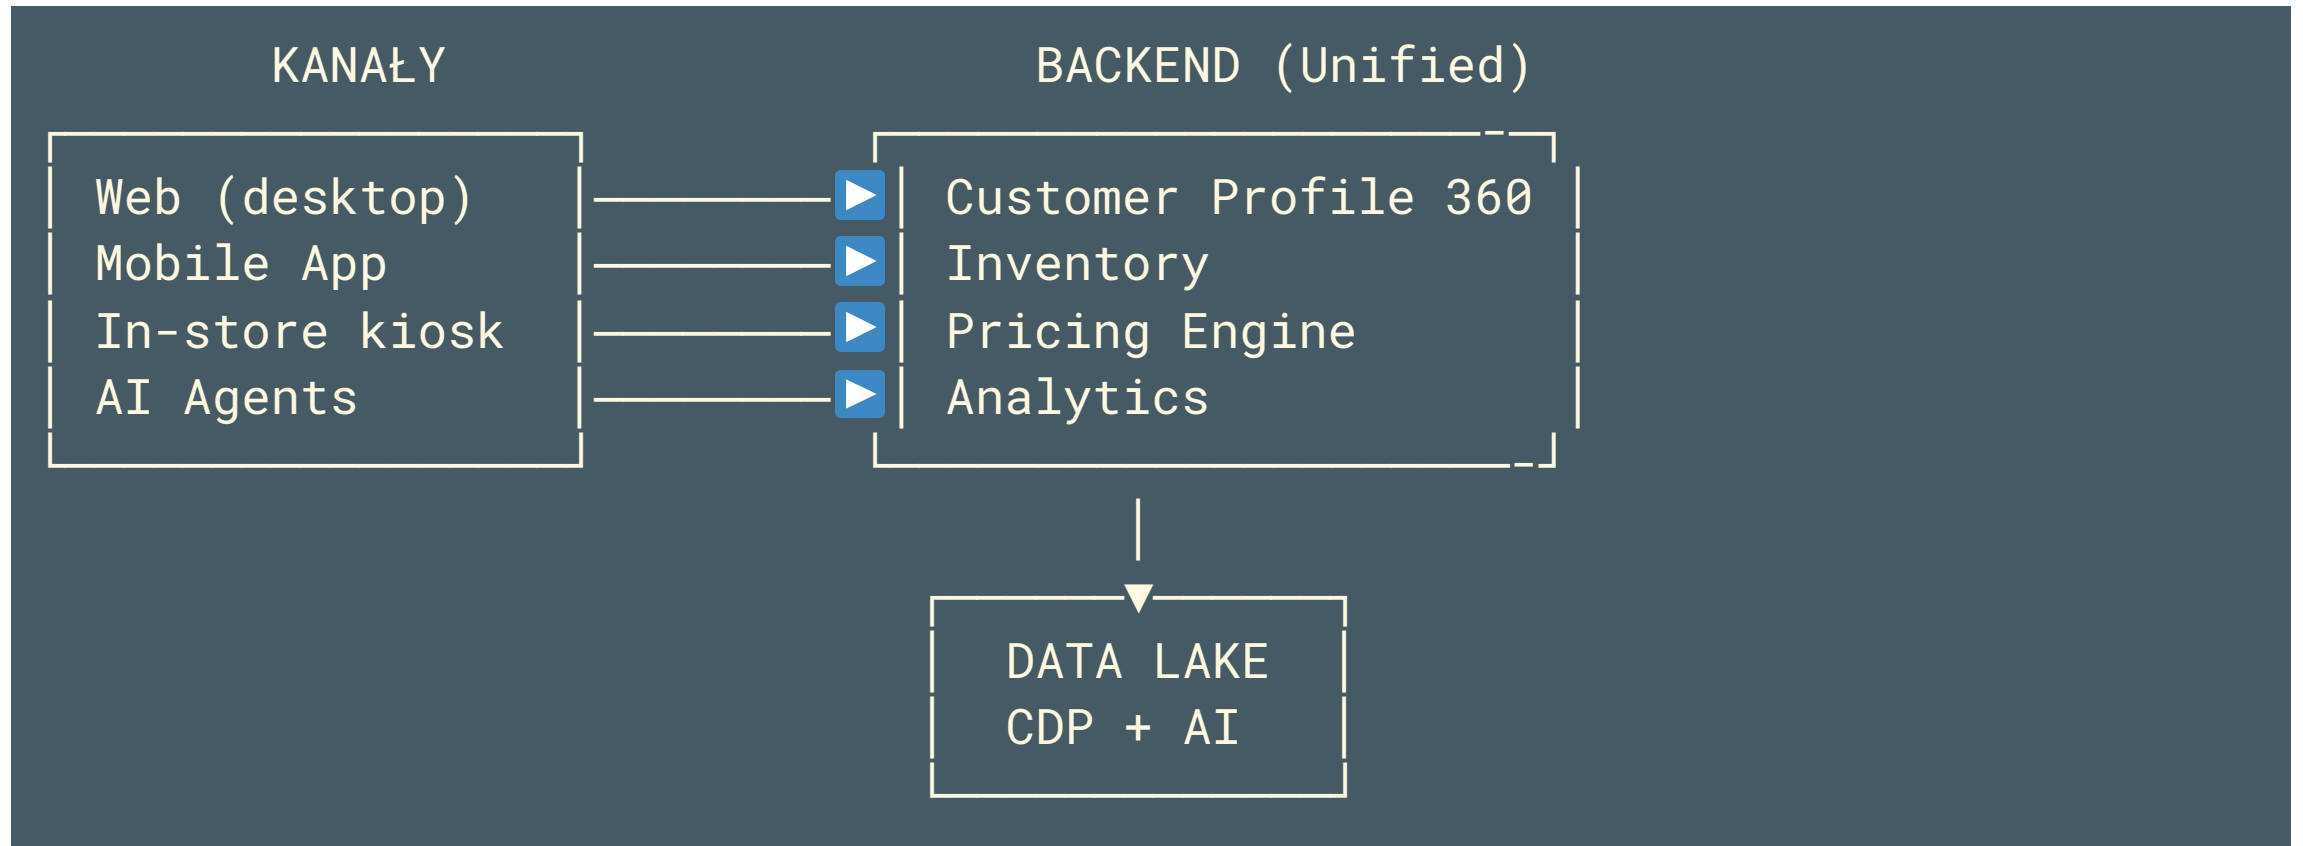 KANAŁY
BACKEND (Unified)
Web (desktop)
Mobile App
In-store kiosk
AI Agents
Customer Profile 360
Inventory
Pricing Engine
Analytics
DATA LAKE
CDP + AI